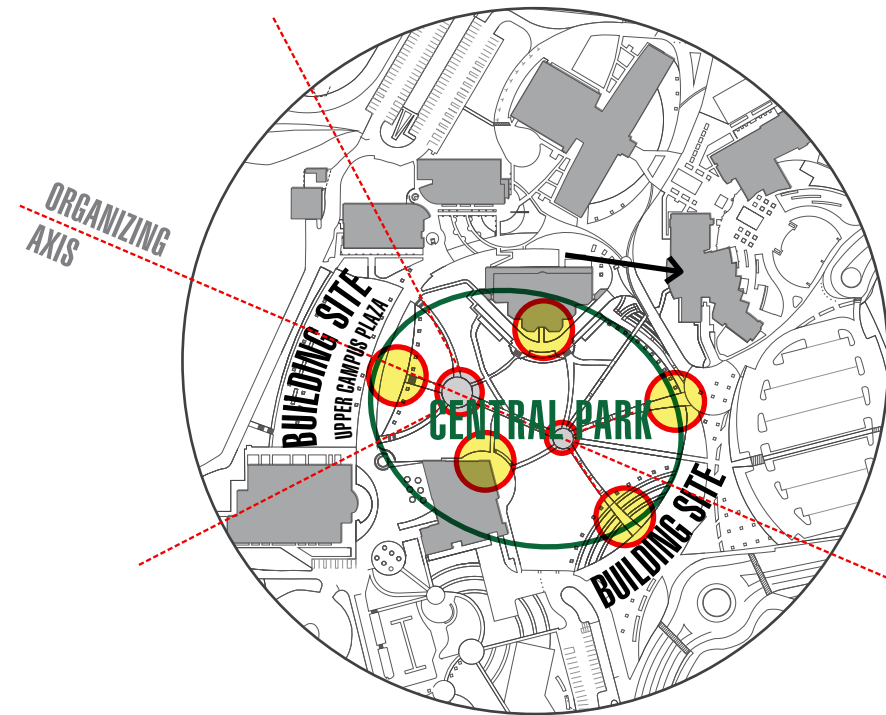 ORGANIZING
AXIS
BUILDING SITE
UPPER CAMPUS PLAZA
CENTRAL PARK
BUILDING SITE